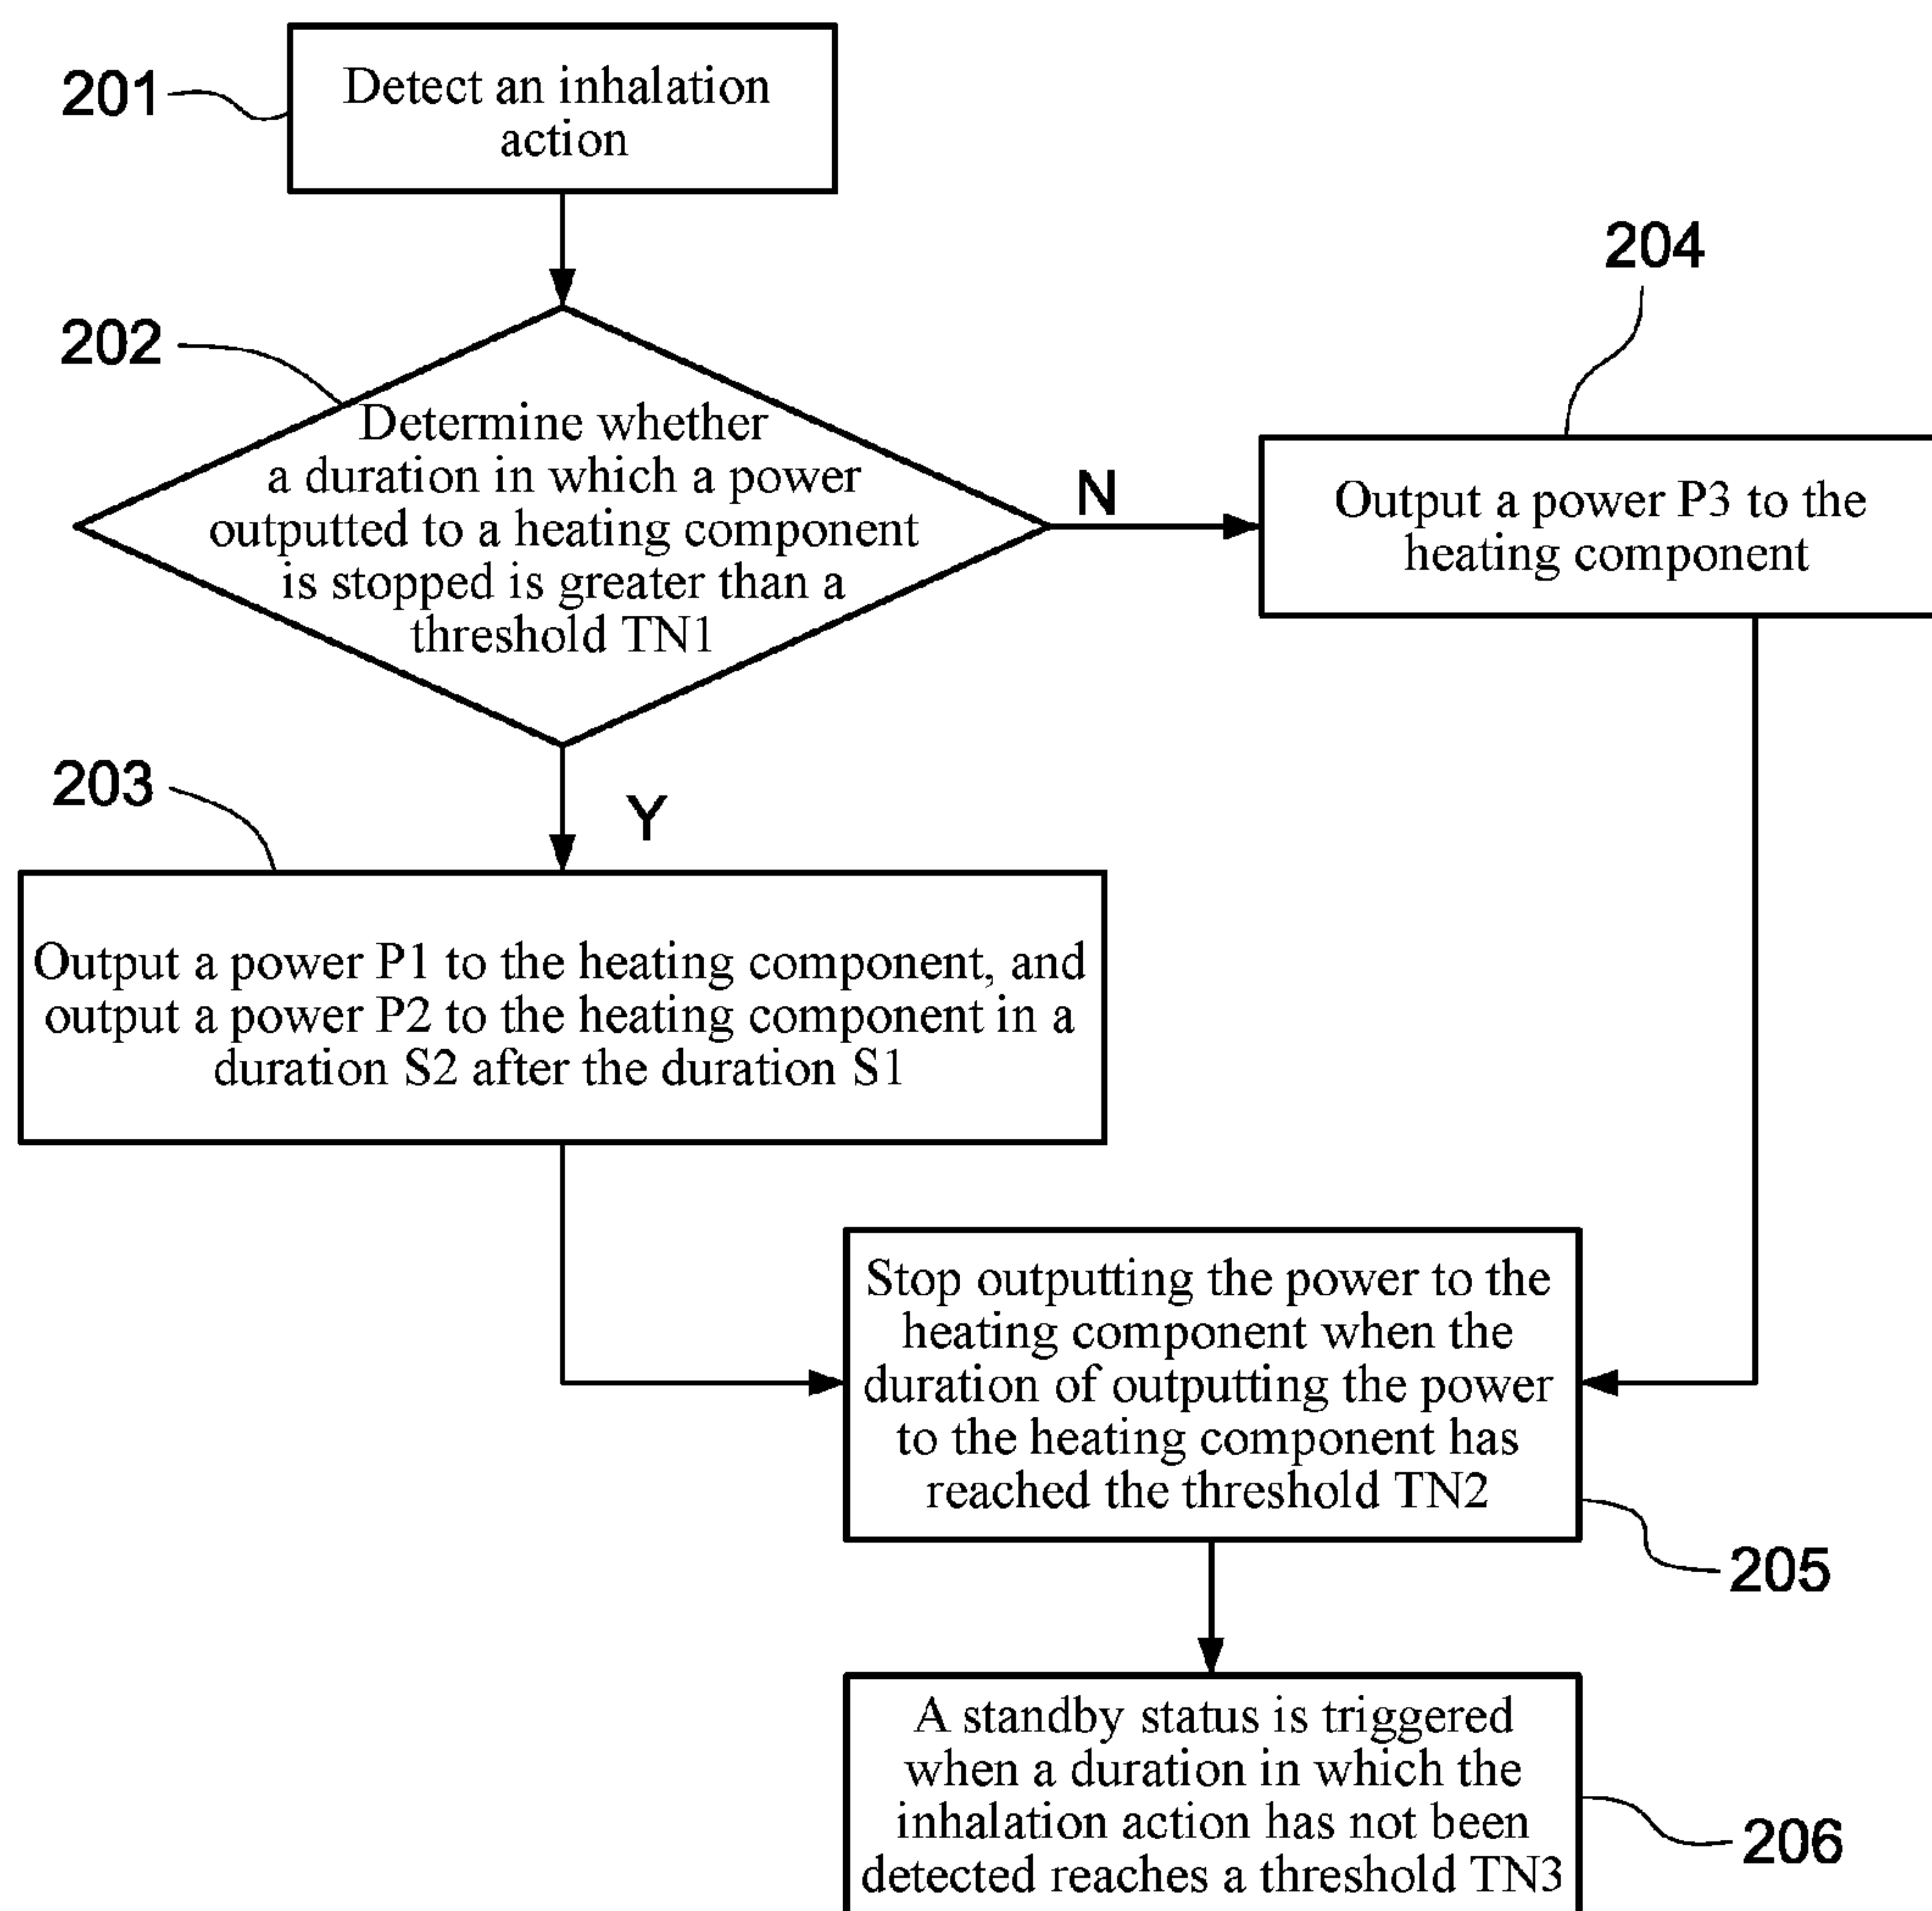 201
Detect an inhalation
action
202
Determine whether
a duration in which a power
outputted to a heating component
is stopped is greater than a
threshold TN1
N
204
Output a power P3 to the
heating component
Y
203
Output a power P1 to the heating component, and
output a power P2 to the heating component in a
duration S2 after the duration S1
Stop outputting the power to the
heating component when the
duration of outputting the power
to the heating component has
reached the threshold TN2
205
A standby status is triggered
when a duration in which the
inhalation action has not been
detected reaches a threshold TN3
206